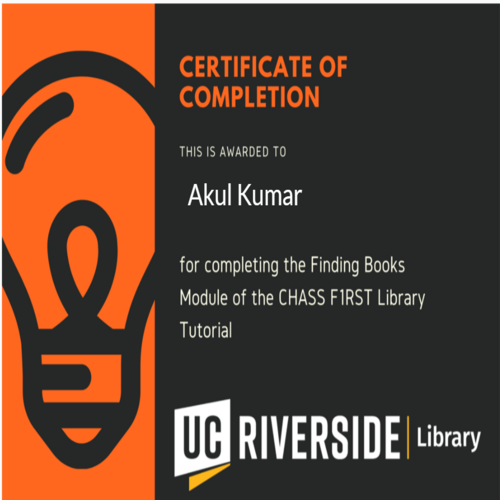 CERTIFICATE OF
COMPLETION
THIS IS AWARDED TO
Akul Kumar
for completing the Finding Books
Module of the CHASS F1RST Library
Tutorial
UC RIVERSIDE | Library